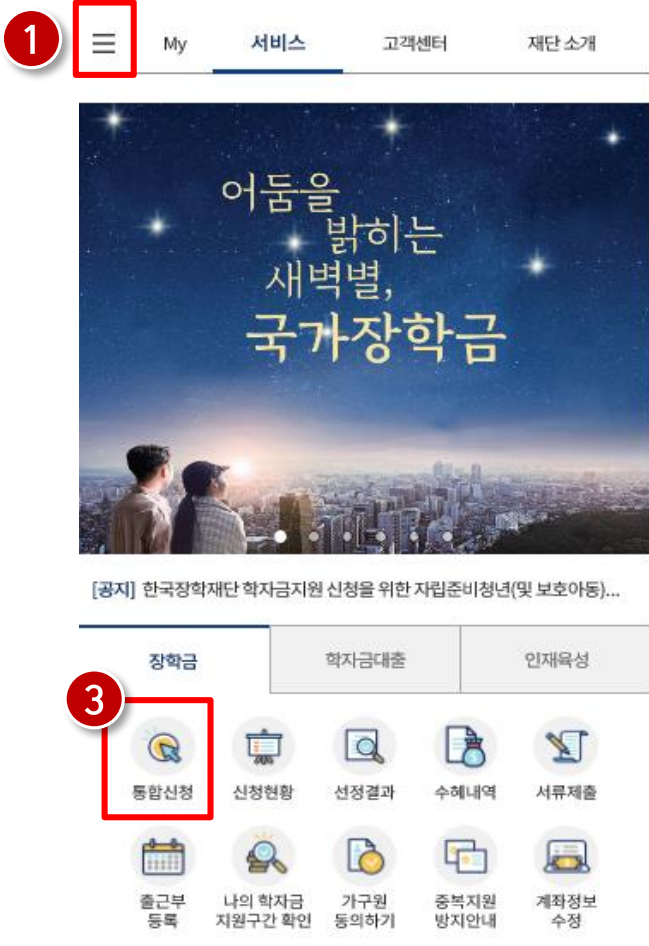 1
My 서비스 고객센터 재단 소개
어둠을
밝히는
새벽별,
국가장학금
[공지] 한국장학재단 학자금지원 신청을 위한 자립준비청년(및 보호아동)...
장학금 학자금대출 인재육성
3
통합신청 신청현황 선정결과 수혜내역 서류제출
출근부 나의 학자금 가구원 중복지원 계좌정보
등록 지원구간 확인 동의하기 방지안내 수정